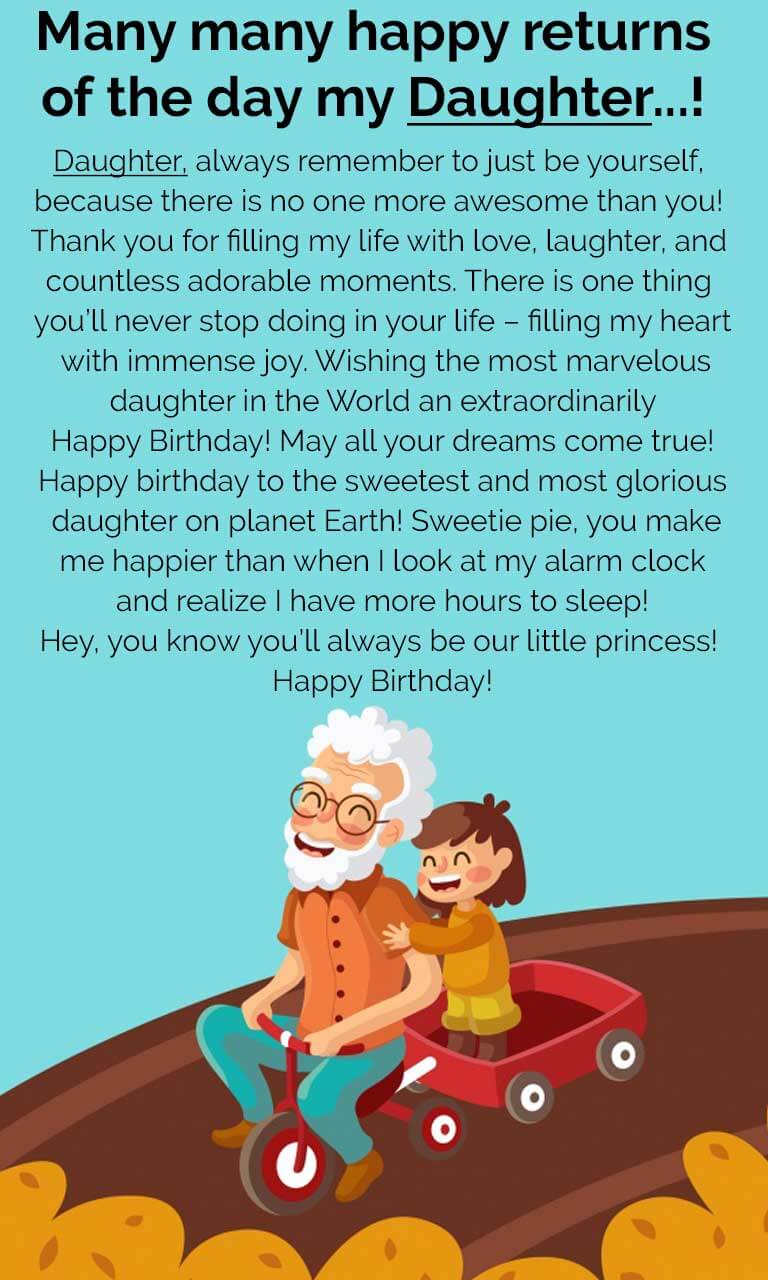 Many many happy returns
of the day my Daughter...!
Daughter, always remember to just be yourself,
because there is no one more awesome than you!
Thank you for filling my life with love, laughter, and
countless adorable moments. There is one thing
you’ll never stop doing in your life – filling my heart
with immense joy. Wishing the most marvelous
daughter in the World an extraordinarily
Happy Birthday! May all your dreams come true!
Happy birthday to the sweetest and most glorious
daughter on planet Earth! Sweetie pie, you make
me happier than when I look at my alarm clock
and realize I have more hours to sleep!
Hey, you know you’ll always be our little princess!
Happy Birthday!